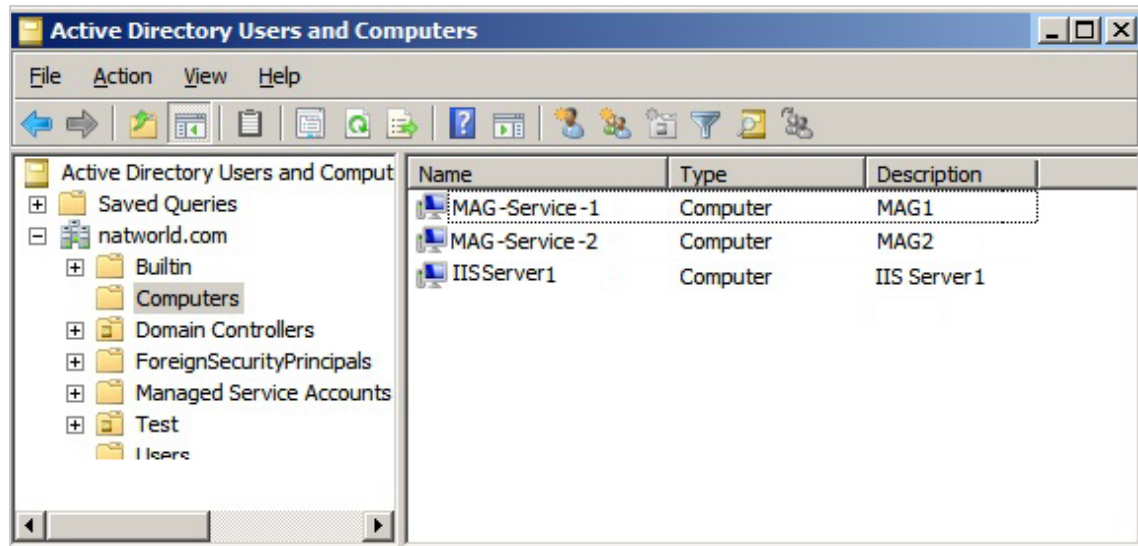 Active Directory Users and Computers
File Action View Help
Active Directory Users and Comput
Saved Queries
natworld.com
Builtin
Computers
Domain Controllers
ForeignSecurityPrincipals
Managed Service Accounts
Test
Users
Name Type Description
MAG-Service-1 Computer MAG1
MAG-Service-2 Computer MAG2
IISServer1 Computer IIS Server1